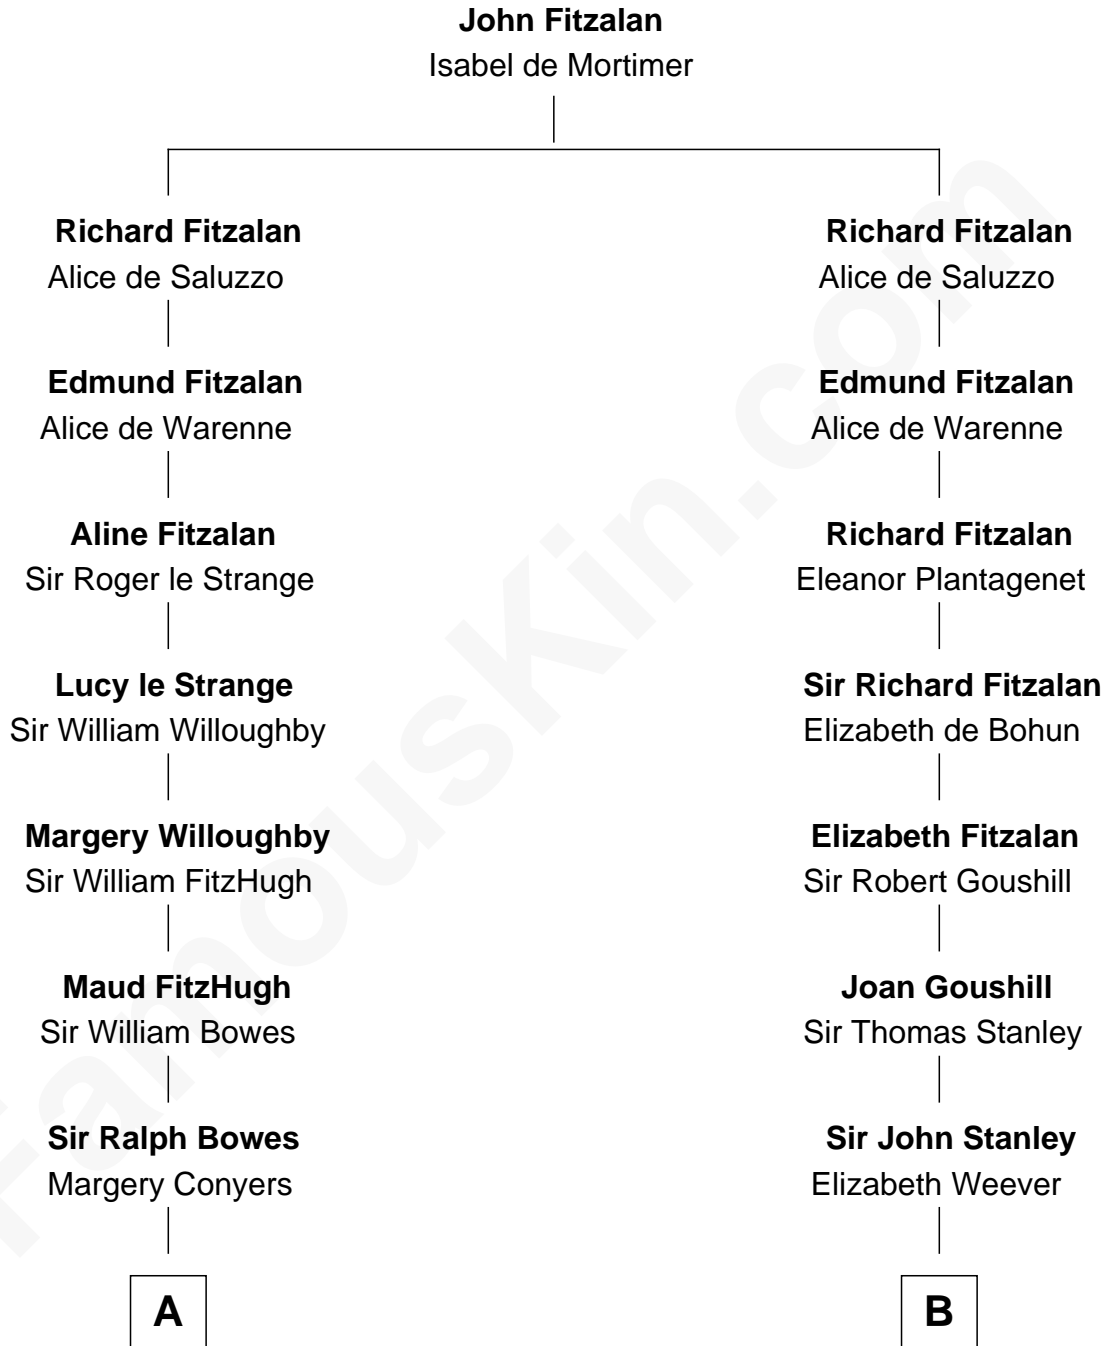 John Fitzalan
Isabel de Mortimer
Richard Fitzalan
Alice de Saluzzo
Edmund Fitzalan
Alice de Warenne
Aline Fitzalan
Sir Roger le Strange
Lucy le Strange
Sir William Willoughby
Margery Willoughby
Sir William FitzHugh
Maud FitzHugh
Sir William Bowes
Sir Ralph Bowes
Margery Conyers
A
Richard Fitzalan
Alice de Saluzzo
Edmund Fitzalan
Alice de Warenne
Richard Fitzalan
Eleanor Plantagenet
Sir Richard Fitzalan
Elizabeth de Bohun
Elizabeth Fitzalan
Sir Robert Goushill
Joan Goushill
Sir Thomas Stanley
Sir John Stanley
Elizabeth Weever
B
FamousKin.com